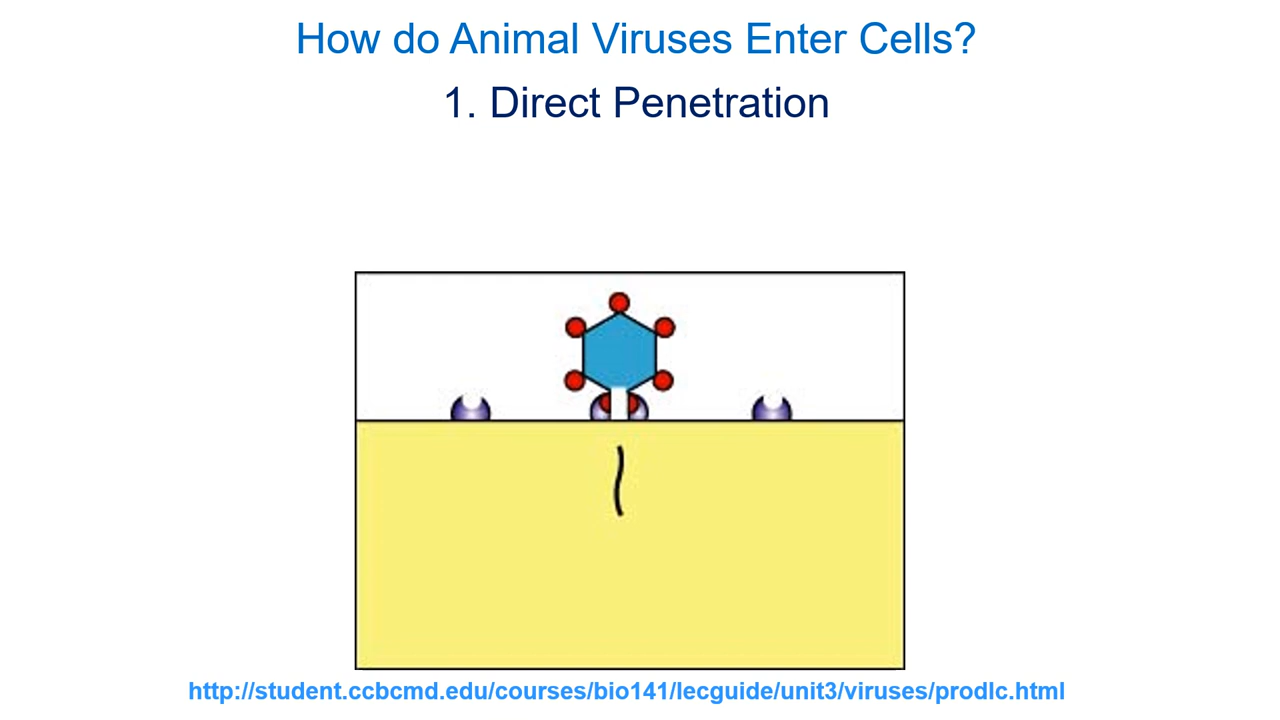 How do Animal Viruses Enter Cells?
1. Direct Penetration
http://student.ccbcmd.edu/courses/bio141/lecguide/unit3/viruses/prodlc.html